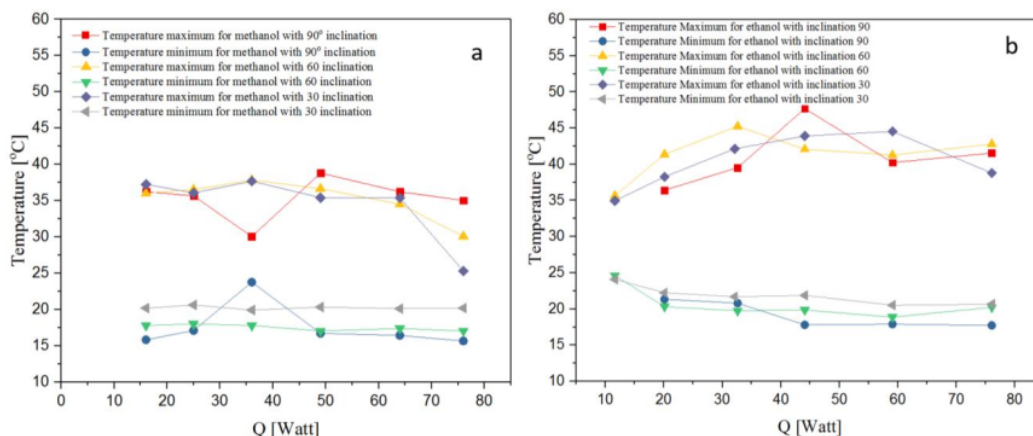 60
55
50
45
40
35
30
25
20
15
10
Temperature [°C]
Temperature maximum for methanol with 90° inclination
Temperature minimum for methanol with 90° inclination
Temperature maximum for methanol with 60 inclination
Temperature minimum for methanol with 60 inclination
Temperature maximum for methanol with 30 inclination
Temperature minimum for methanol with 30 inclination
a
0 10 20 30 40 50 60 70 80
Q [Watt]
60
55
50
45
40
35
30
25
20
15
10
Temperature [°C]
Temperature Maximum for ethanol with inclination 90
Temperature Minimum for ethanol with inclination 90
Temperature Maximum for ethanol with inclination 60
Temperature Minimum for ethanol with inclination 60
Temperature Maximum for ethanol with inclination 30
Temperature Minimum for ethanol with inclination 30
b
10 20 30 40 50 60 70 80
Q [Watt]